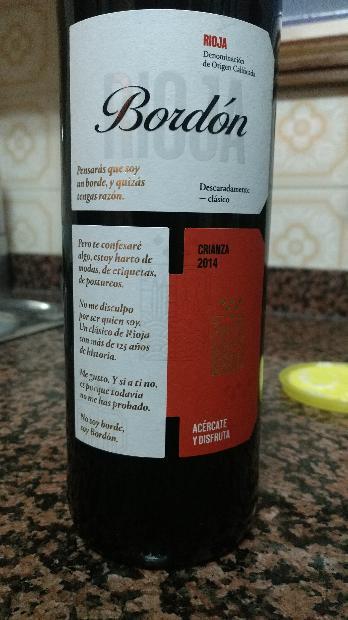 RIOJA
Denominación
de Origen Calificada
RIOJA
Bordón
Pensarás que soy
un borde, y quizás
tengas razón.
Descaradamente
— clásico
Pero te confesaré
algo, estoy harto de
modas, de etiquetas,
de postureos.
No me disculpo
por ser quien soy.
Un clásico de Rioja
con más de 125 años
de historia.
Me gusto. Y si a ti no,
es porque todavía
no me has probado.
No soy borde,
soy Bordón.
CRIANZA
2014
ACÉRCATE
Y DISFRUTA